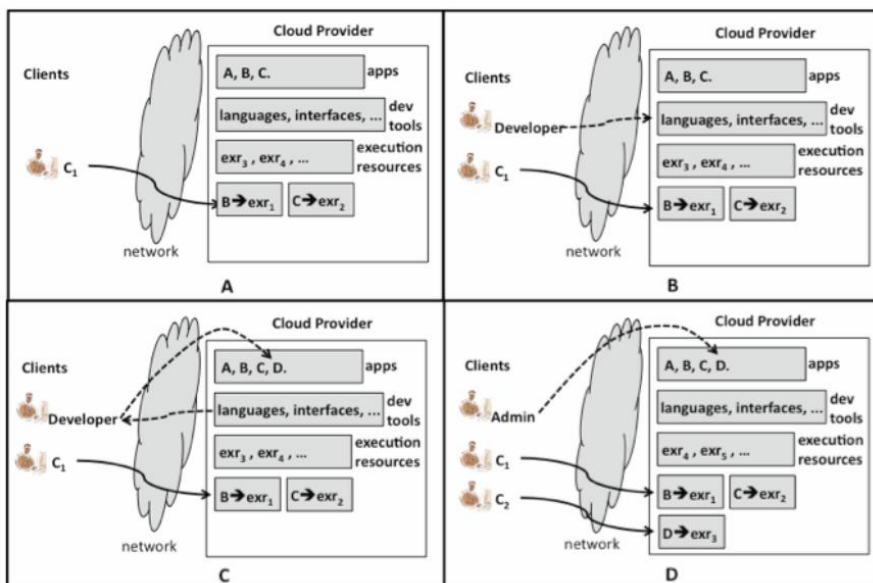 Cloud Provider
Clients
A, B, C. apps
languages, interfaces, ... dev tools
exr3 , exr4 , ... execution resources
C1
B➔exr1 C➔exr2
network
A
Cloud Provider
Clients
A, B, C. apps
Developer
languages, interfaces, ... dev tools
exr3 , exr4 , ... execution resources
C1
B➔exr1 C➔exr2
network
B
Cloud Provider
Clients
A, B, C, D. apps
Developer
languages, interfaces, ... dev tools
exr3 , exr4 , ... execution resources
C1
B➔exr1 C➔exr2
network
C
Cloud Provider
Clients
A, B, C, D. apps
Admin
languages, interfaces, ... dev tools
exr4 , exr5 , ... execution resources
C1
B➔exr1 C➔exr2
C2
D➔exr3
network
D